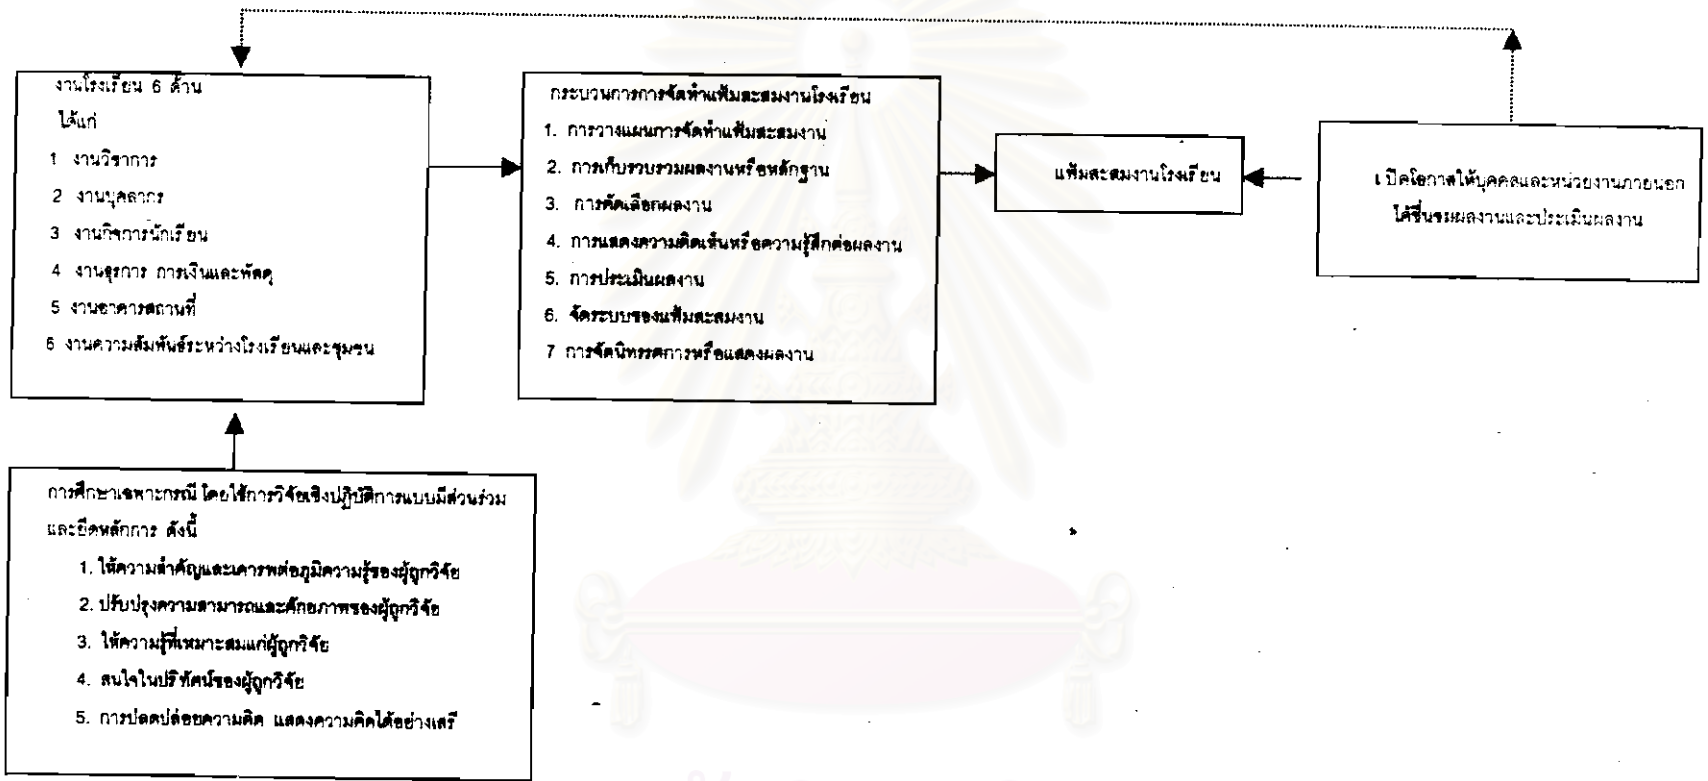 งานโรงเรียน 6 ด้าน
ได้แก่
1 งานวิชาการ
2 งานบุคลากร
3 งานกิจการนักเรียน
4 งานธุรการ การเงินและพัสดุ
5 งานอาคารสถานที่
6 งานความสัมพันธ์ระหว่างโรงเรียนและชุมชน
กระบวนการการจัดทำแฟ้มสะสมงานโรงเรียน
1. การวางแผนการจัดทำแฟ้มสะสมงาน
2. การเก็บรวบรวมผลงานหรือหลักฐาน
3. การคัดเลือกผลงาน
4. การแสดงความคิดเห็นหรือความรู้สึกต่อผลงาน
5. การประเมินผลงาน
6. จัดระบบของแฟ้มสะสมงาน
7 การจัดนิทรรศการหรือแสดงผลงาน
แฟ้มสะสมงานโรงเรียน
เปิดโอกาสให้บุคคลและหน่วยงานภายนอก
ได้ชื่นชมผลงานและประเมินผลงาน
การศึกษาเฉพาะกรณี โดยใช้การวิจัยเชิงปฏิบัติการแบบมีส่วนร่วม
และยึดหลักการ ดังนี้
1. ให้ความสำคัญและเคารพต่อภูมิความรู้ของผู้ถูกวิจัย
2. ปรับปรุงความสามารถและศักยภาพของผู้ถูกวิจัย
3. ให้ความรู้ที่เหมาะสมแก่ผู้ถูกวิจัย
4. สนใจในปริทัศน์ของผู้ถูกวิจัย
5. การปลดปล่อยความคิด แสดงความคิดได้อย่างเสรี